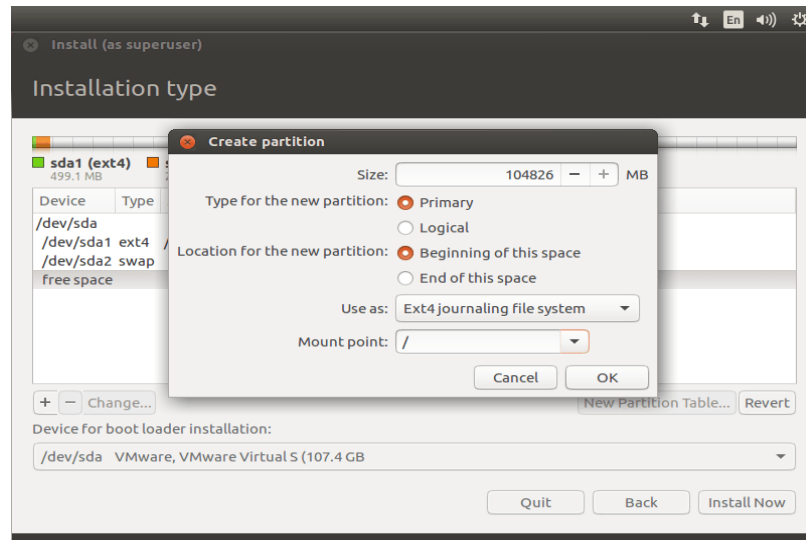 En
Install (as superuser)
Installation type
Create partition
sda1 (ext4)
499.1 MB
Size: 104826 − + MB
Device Type
Type for the new partition: Primary
/dev/sda
Logical
/dev/sda1 ext4 /
Location for the new partition: Beginning of this space
/dev/sda2 swap
End of this space
free space
Use as: Ext4 journaling file system
Mount point: /
Cancel OK
+ − Change... New Partition Table... Revert
Device for boot loader installation:
/dev/sda VMware, VMware Virtual S (107.4 GB
Quit Back Install Now